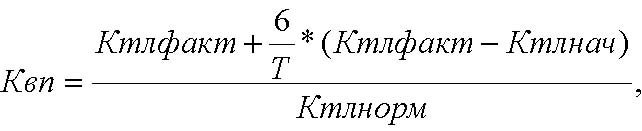 Квп = (Ктлфакт + 6/T * (Ктлфакт − Ктлнач)) / Ктлнорм,